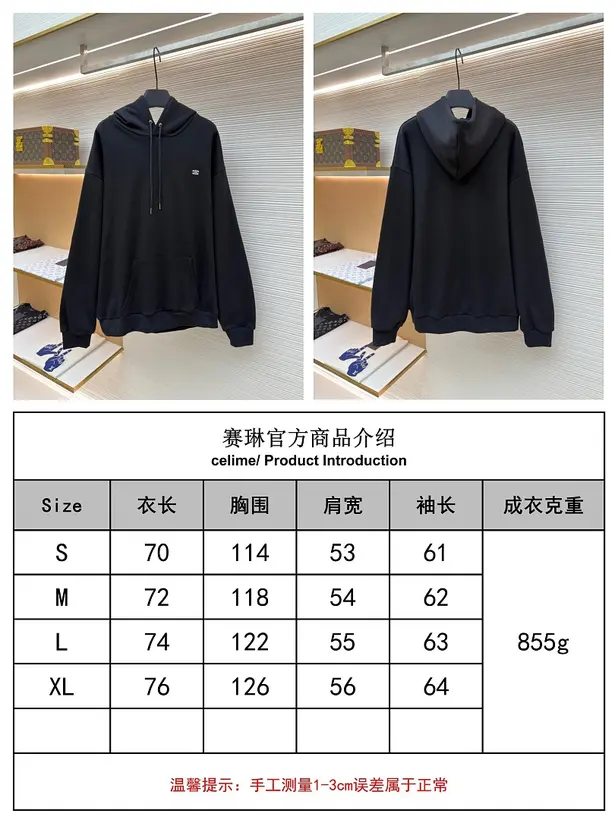 赛琳官方商品介绍
celime/ Product Introduction
Size 衣长 胸围 肩宽 袖长 成衣克重
S 70 114 53 61
M 72 118 54 62
L 74 122 55 63
855g
XL 76 126 56 64
温馨提示：手工测量1-3cm误差属于正常